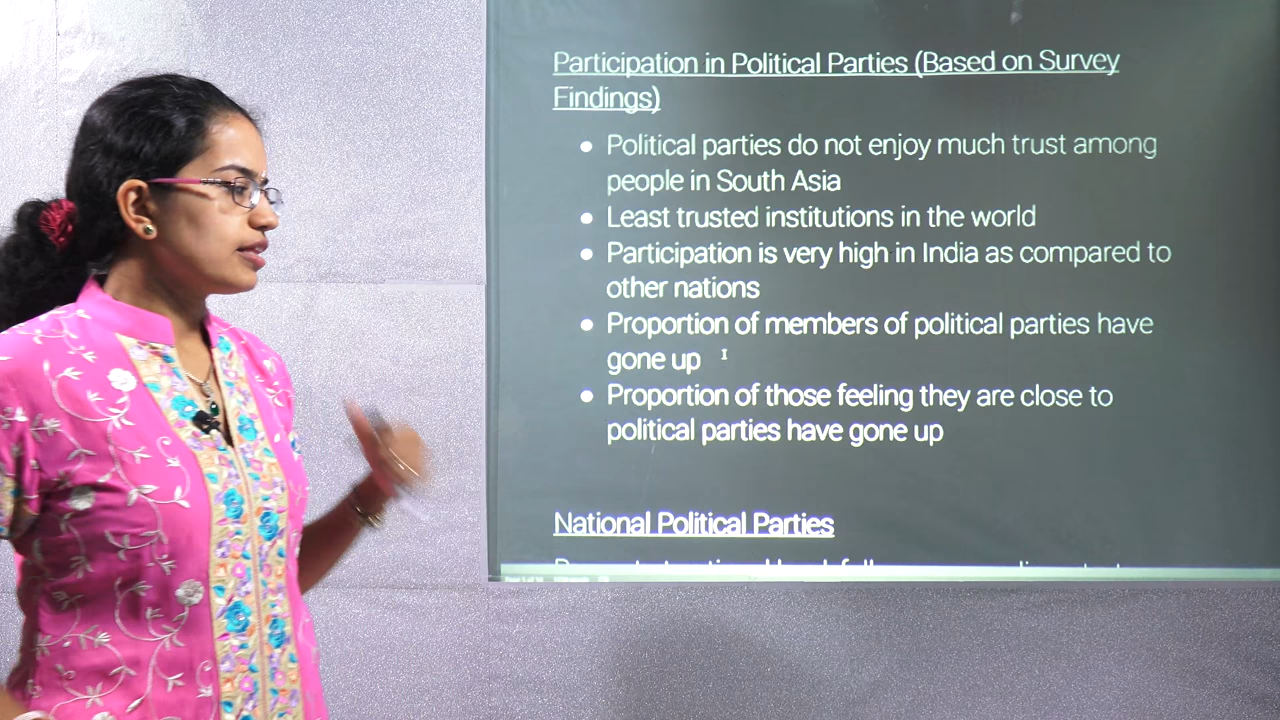 Participation in Political Parties (Based on Survey
Findings)
• Political parties do not enjoy much trust among
people in South Asia
• Least trusted institutions in the world
• Participation is very high in India as compared to
other nations
• Proportion of members of political parties have
gone up
• Proportion of those feeling they are close to
political parties have gone up
National Political Parties